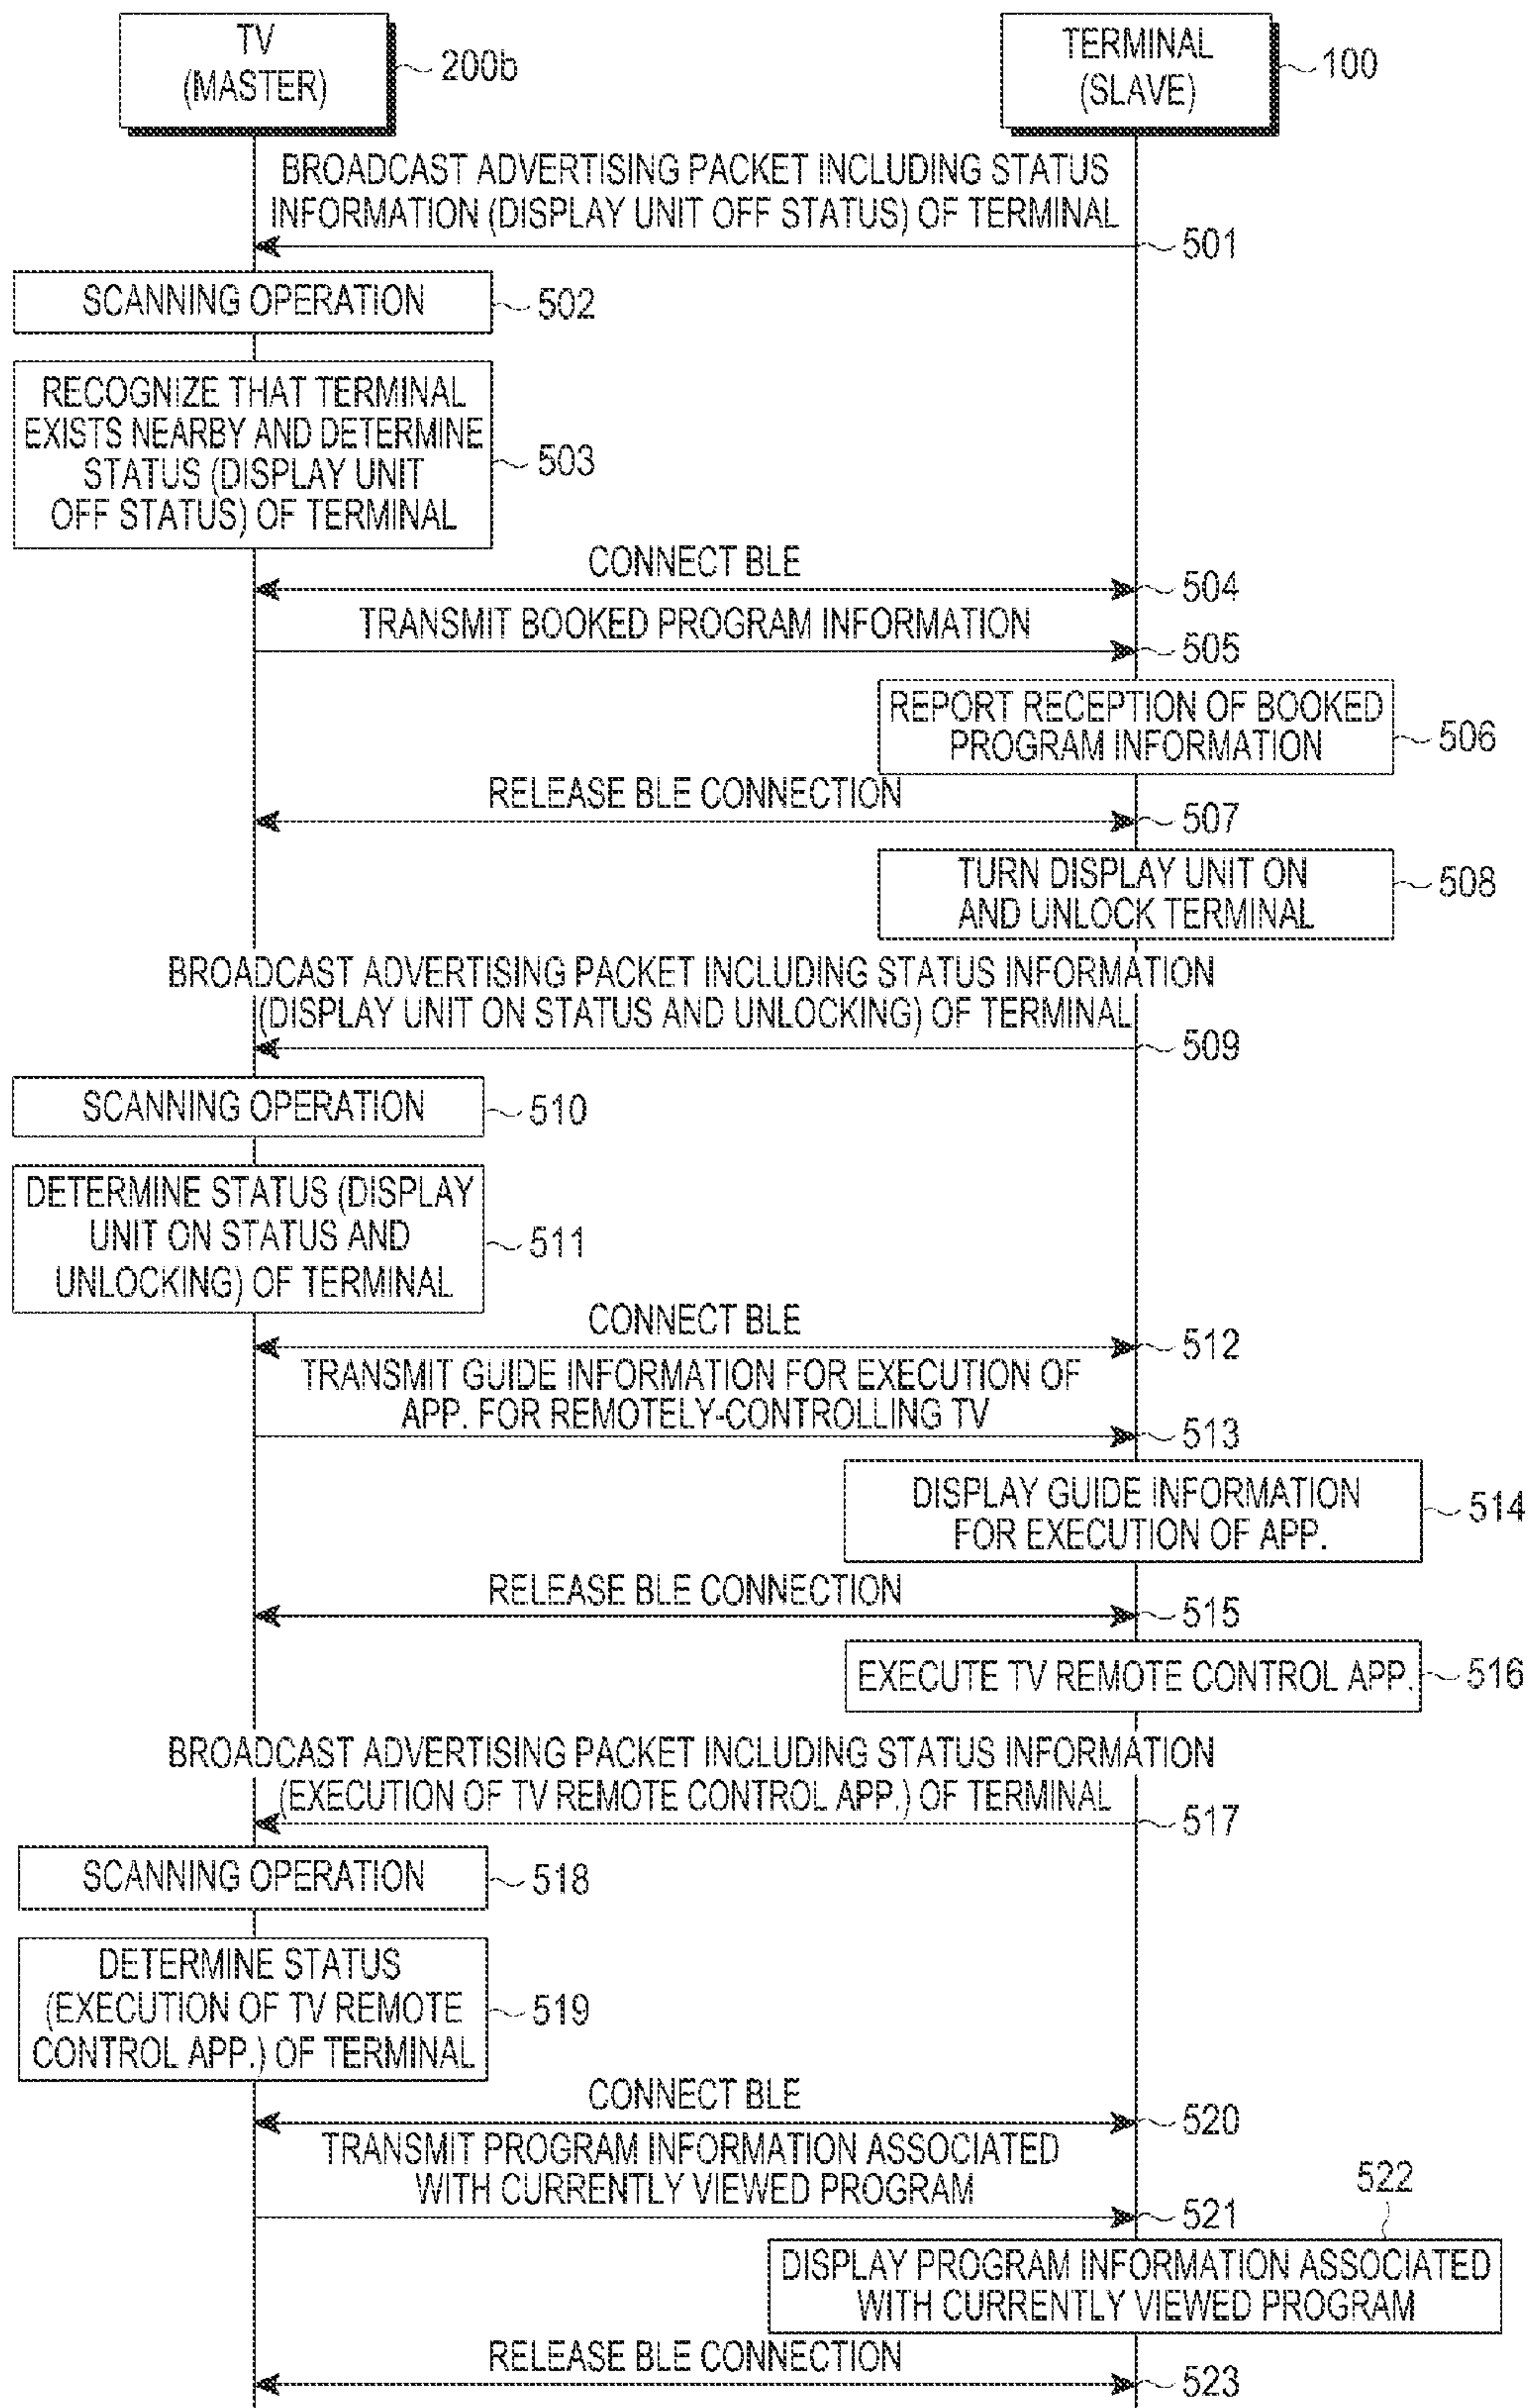 TV
(MASTER)
200b
TERMINAL
(SLAVE)
100
BROADCAST ADVERTISING PACKET INCLUDING STATUS
INFORMATION (DISPLAY UNIT OFF STATUS) OF TERMINAL
501
SCANNING OPERATION
502
RECOGNIZE THAT TERMINAL
EXISTS NEARBY AND DETERMINE
STATUS (DISPLAY UNIT
OFF STATUS) OF TERMINAL
503
CONNECT BLE
504
TRANSMIT BOOKED PROGRAM INFORMATION
505
REPORT RECEPTION OF BOOKED
PROGRAM INFORMATION
506
RELEASE BLE CONNECTION
507
TURN DISPLAY UNIT ON
AND UNLOCK TERMINAL
508
BROADCAST ADVERTISING PACKET INCLUDING STATUS INFORMATION
(DISPLAY UNIT ON STATUS AND UNLOCKING) OF TERMINAL
509
SCANNING OPERATION
510
DETERMINE STATUS (DISPLAY
UNIT ON STATUS AND
UNLOCKING) OF TERMINAL
511
CONNECT BLE
512
TRANSMIT GUIDE INFORMATION FOR EXECUTION OF
APP. FOR REMOTELY-CONTROLLING TV
513
DISPLAY GUIDE INFORMATION
FOR EXECUTION OF APP.
514
RELEASE BLE CONNECTION
515
EXECUTE TV REMOTE CONTROL APP.
516
BROADCAST ADVERTISING PACKET INCLUDING STATUS INFORMATION
(EXECUTION OF TV REMOTE CONTROL APP.) OF TERMINAL
517
SCANNING OPERATION
518
DETERMINE STATUS
(EXECUTION OF TV REMOTE
CONTROL APP.) OF TERMINAL
519
CONNECT BLE
520
TRANSMIT PROGRAM INFORMATION ASSOCIATED
WITH CURRENTLY VIEWED PROGRAM
521
522
DISPLAY PROGRAM INFORMATION ASSOCIATED
WITH CURRENTLY VIEWED PROGRAM
RELEASE BLE CONNECTION
523